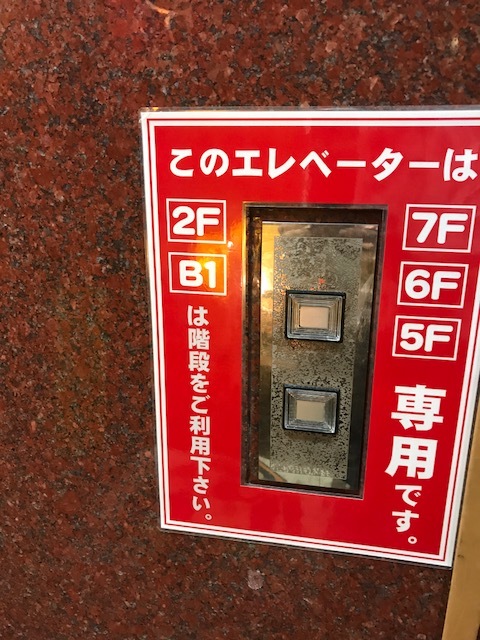 このエレベーターは
7F
6F
5F
専用です。
2F
B1
は階段をご利用下さい。